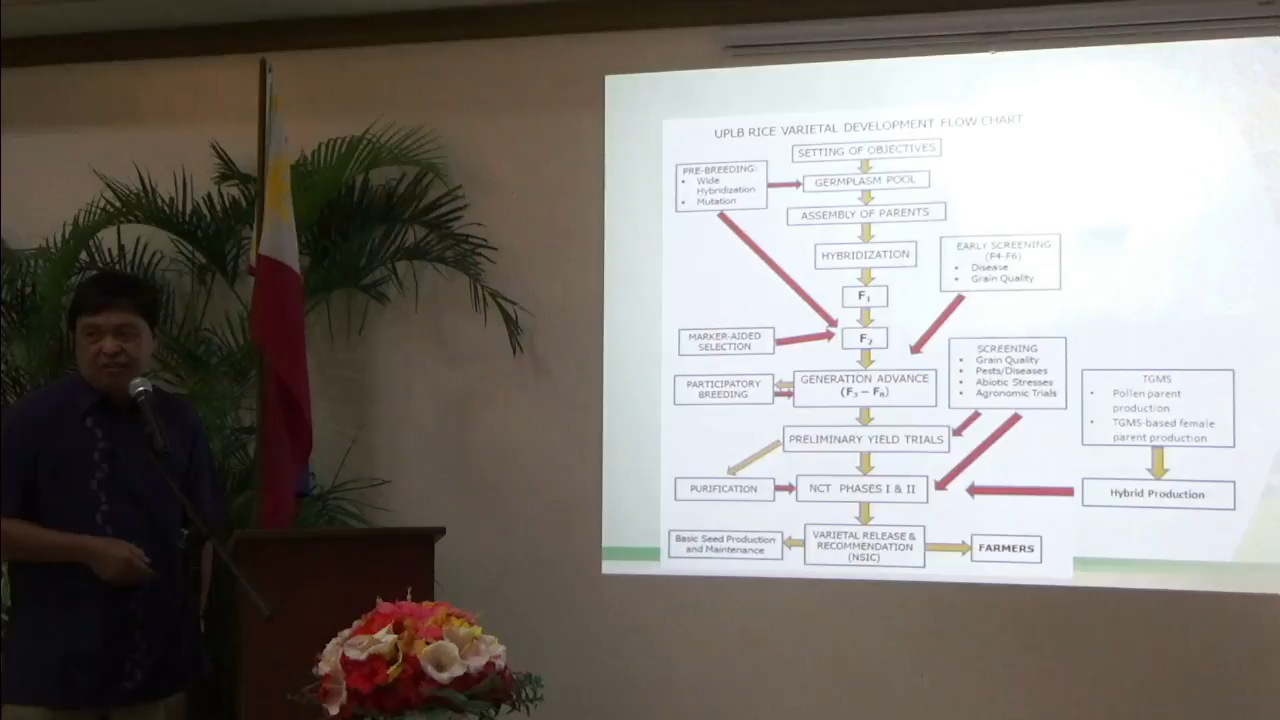 UPLB RICE VARIETAL DEVELOPMENT FLOW CHART
SETTING OF OBJECTIVES
PRE-BREEDING:
• Wide
Hybridization
• Mutation
GERMPLASM POOL
ASSEMBLY OF PARENTS
HYBRIDIZATION
EARLY SCREENING
(F4-F6)
• Disease
• Grain Quality
F₁
MARKER-AIDED
SELECTION
F₂
SCREENING
• Grain Quality
• Pests/Diseases
• Abiotic Stresses
• Agronomic Trials
PARTICIPATORY
BREEDING
GENERATION ADVANCE
(F₃ – F₈)
TGMS
• Pollen parent
production
• TGMS-based female
parent production
PRELIMINARY YIELD TRIALS
PURIFICATION
NCT PHASES I & II
Hybrid Production
Basic Seed Production
and Maintenance
VARIETAL RELEASE &
RECOMMENDATION
(NSIC)
FARMERS